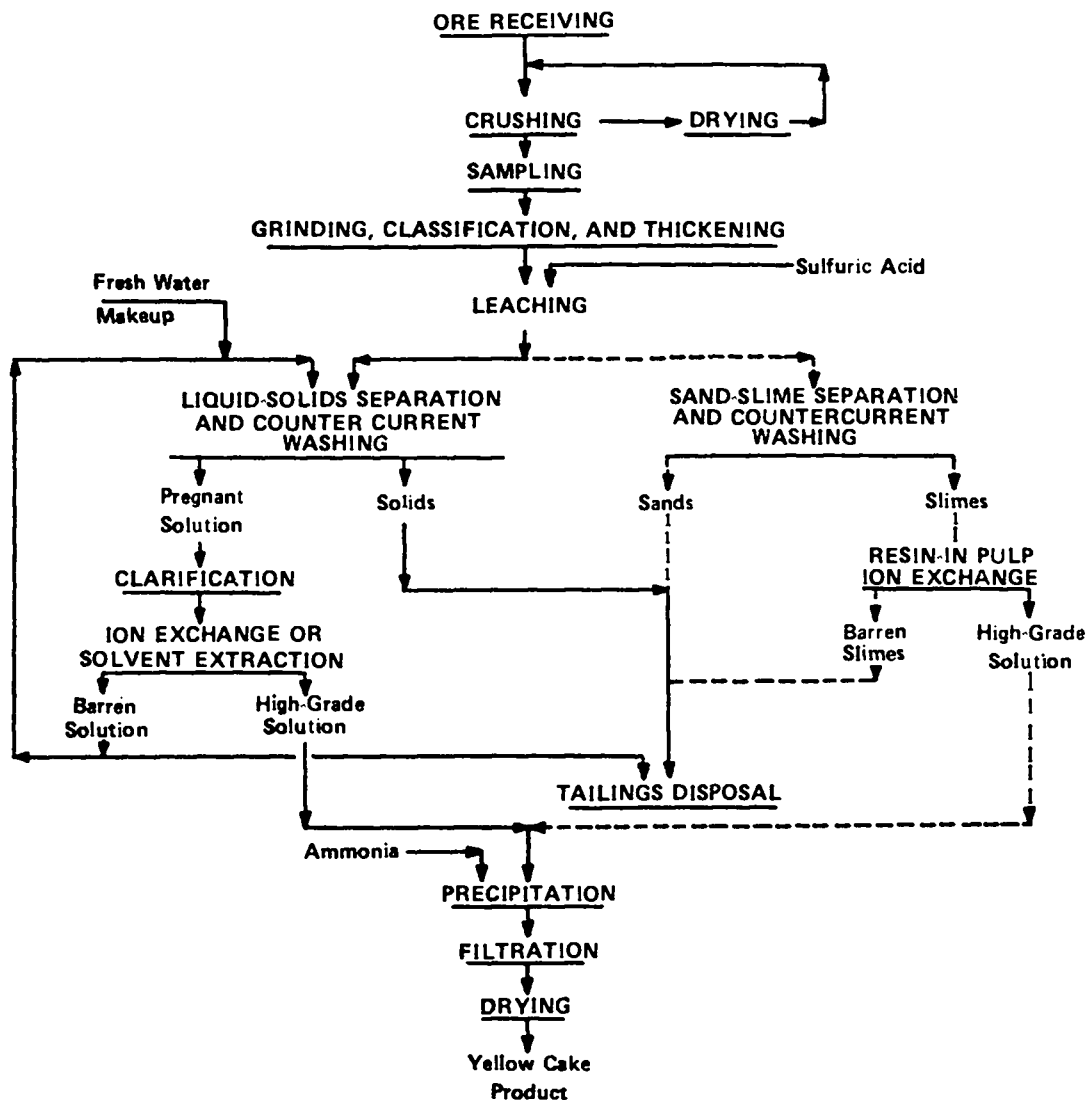 ORE RECEIVING
CRUSHING
DRYING
SAMPLING
GRINDING, CLASSIFICATION, AND THICKENING
Sulfuric Acid
Fresh Water
Makeup
LEACHING
LIQUID-SOLIDS SEPARATION
AND COUNTER CURRENT
WASHING
SAND-SLIME SEPARATION
AND COUNTERCURRENT
WASHING
Pregnant
Solution
Solids
Sands
Slimes
CLARIFICATION
RESIN-IN PULP
ION EXCHANGE
ION EXCHANGE OR
SOLVENT EXTRACTION
Barren
Slimes
High-Grade
Solution
Barren
Solution
High-Grade
Solution
TAILINGS DISPOSAL
Ammonia
PRECIPITATION
FILTRATION
DRYING
Yellow Cake
Product